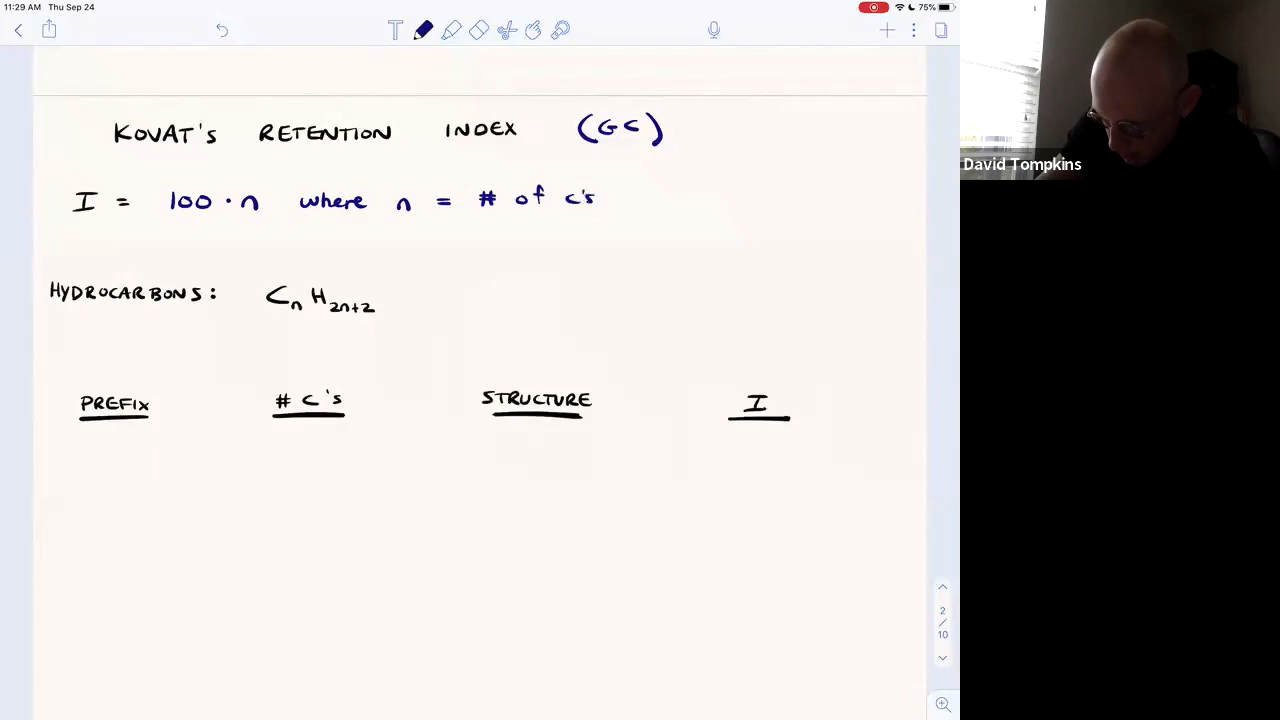 11:29 AM Thu Sep 24
75%
T
KOVAT'S RETENTION INDEX (GC)
I = 100 · n where n = # of c's
HYDROCARBONS: CnH2n+2
PREFIX # C'S STRUCTURE I
2
/
10
David Tompkins